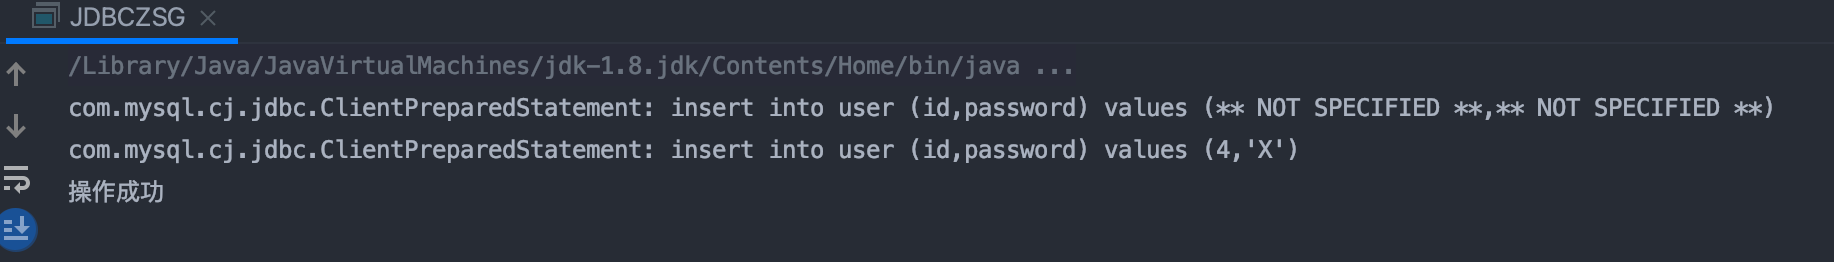 JDBCZSG
/Library/Java/JavaVirtualMachines/jdk-1.8.jdk/Contents/Home/bin/java ...
com.mysql.cj.jdbc.ClientPreparedStatement: insert into user (id,password) values (** NOT SPECIFIED **,** NOT SPECIFIED **)
com.mysql.cj.jdbc.ClientPreparedStatement: insert into user (id,password) values (4,'X')
操作成功